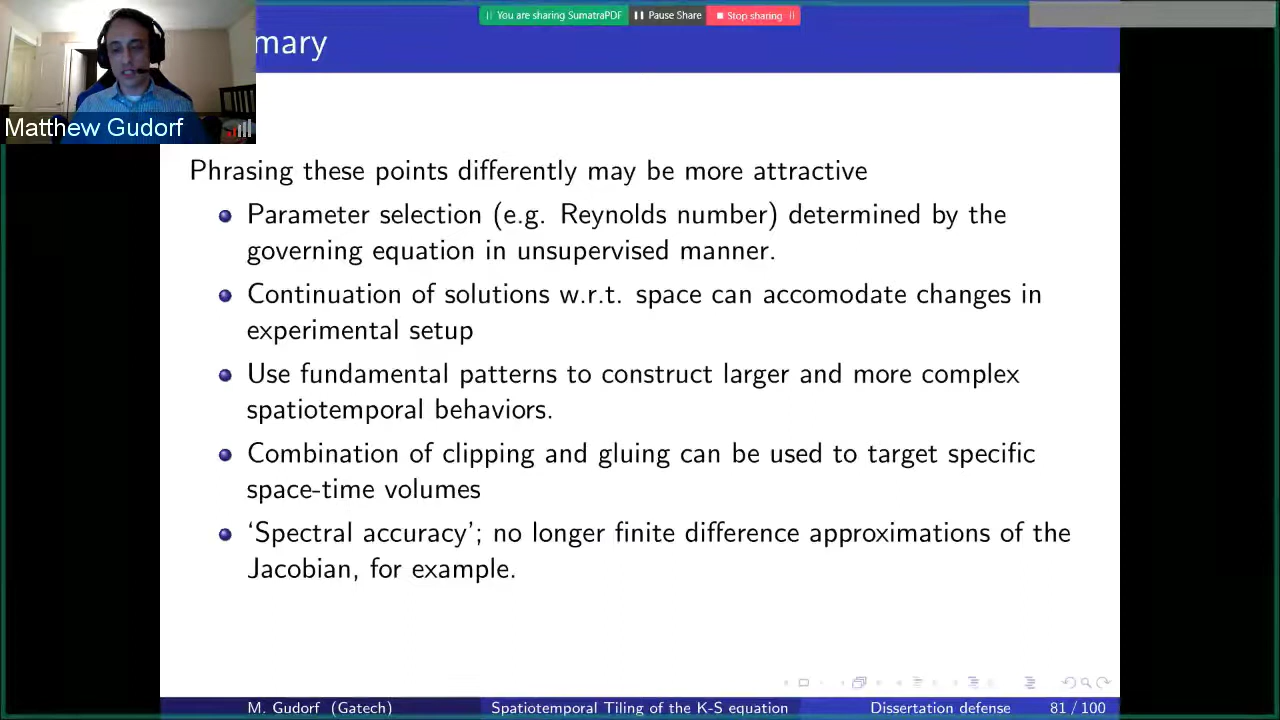 You are sharing SumatraPDF Pause Share Stop sharing
mary
Matthew Gudorf
Phrasing these points differently may be more attractive
Parameter selection (e.g. Reynolds number) determined by the
governing equation in unsupervised manner.
Continuation of solutions w.r.t. space can accomodate changes in
experimental setup
Use fundamental patterns to construct larger and more complex
spatiotemporal behaviors.
Combination of clipping and gluing can be used to target specific
space-time volumes
‘Spectral accuracy’; no longer finite difference approximations of the
Jacobian, for example.
M. Gudorf (Gatech) Spatiotemporal Tiling of the K-S equation Dissertation defense 81 / 100